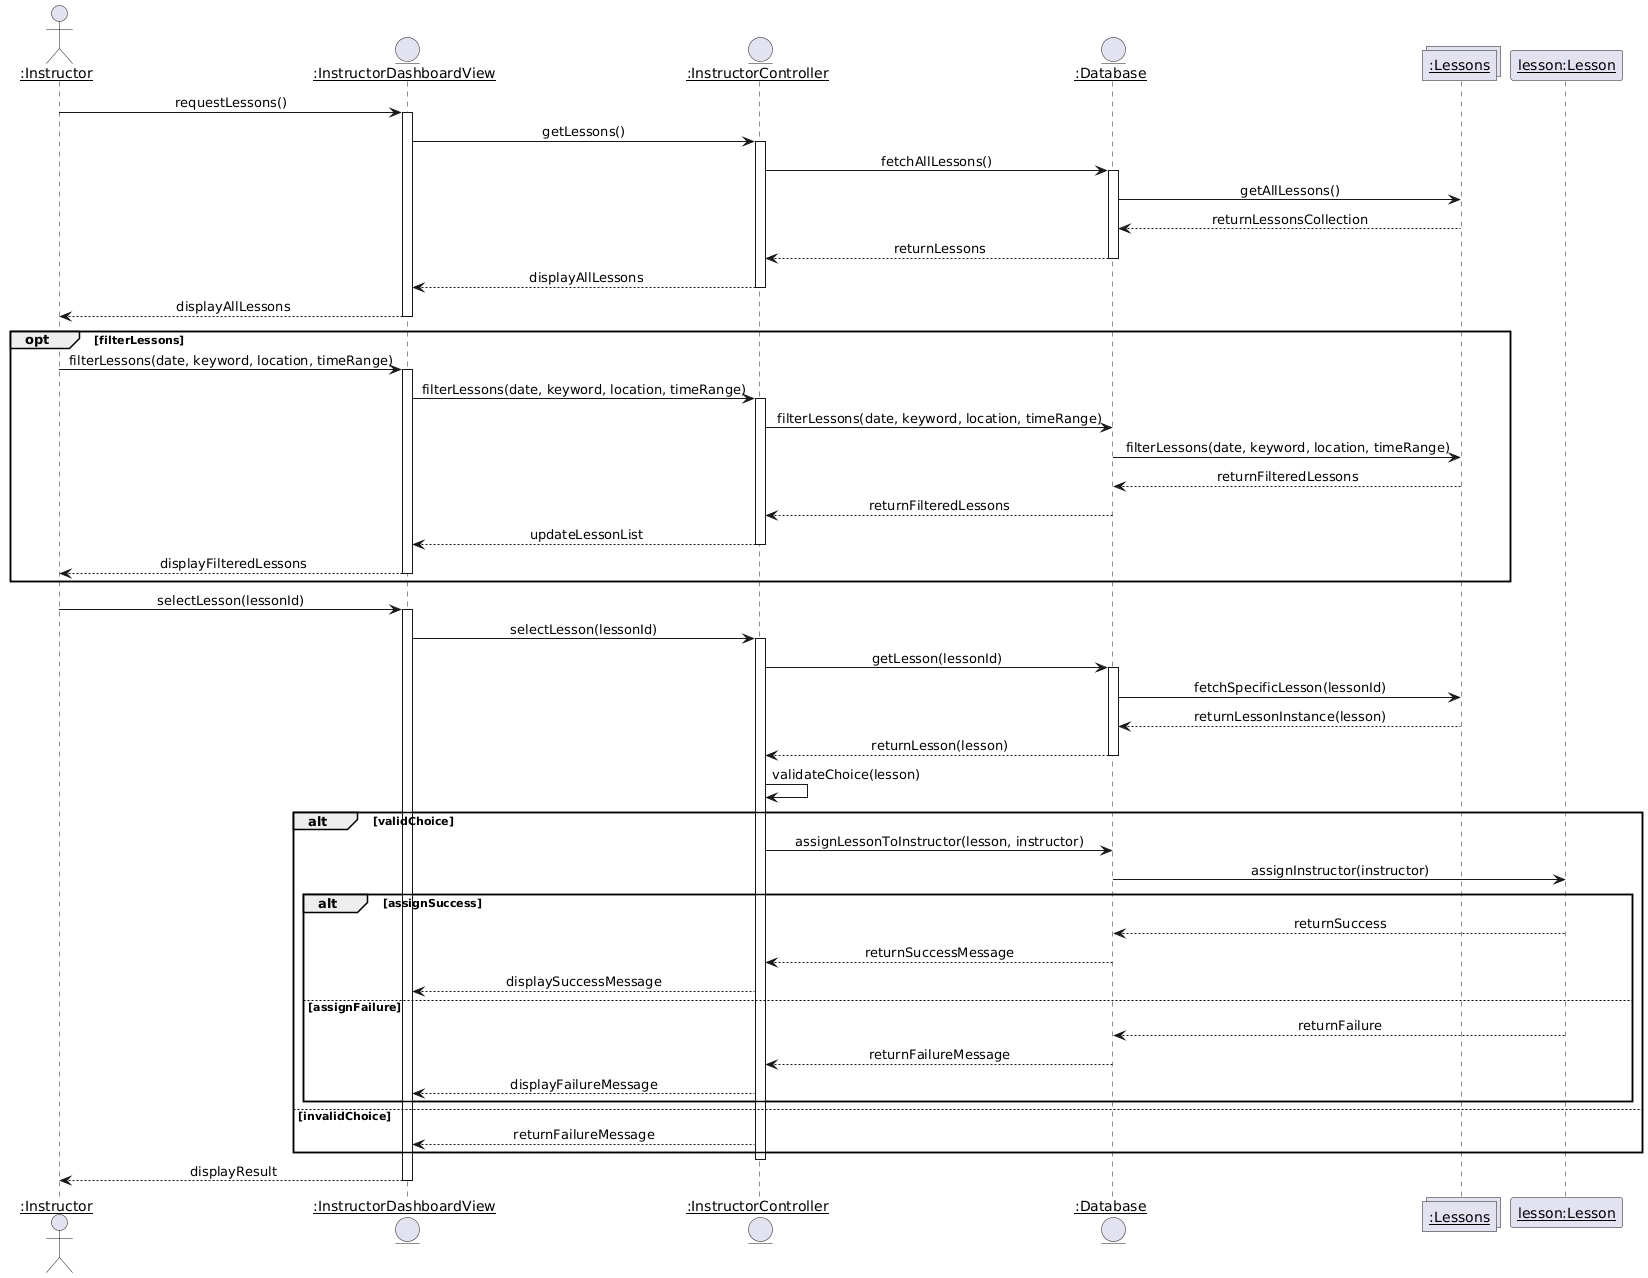 :Instructor
:InstructorDashboardView
:InstructorController
:Database
:Lessons
lesson:Lesson
requestLessons()
getLessons()
fetchAllLessons()
getAllLessons()
returnLessonsCollection
returnLessons
displayAllLessons
displayAllLessons
opt [filterLessons]
filterLessons(date, keyword, location, timeRange)
filterLessons(date, keyword, location, timeRange)
filterLessons(date, keyword, location, timeRange)
filterLessons(date, keyword, location, timeRange)
returnFilteredLessons
returnFilteredLessons
updateLessonList
displayFilteredLessons
selectLesson(lessonId)
selectLesson(lessonId)
getLesson(lessonId)
fetchSpecificLesson(lessonId)
returnLessonInstance(lesson)
returnLesson(lesson)
validateChoice(lesson)
alt [validChoice]
assignLessonToInstructor(lesson, instructor)
assignInstructor(instructor)
alt [assignSuccess]
returnSuccess
returnSuccessMessage
displaySuccessMessage
[assignFailure]
returnFailure
returnFailureMessage
displayFailureMessage
[invalidChoice]
returnFailureMessage
displayResult
:Instructor
:InstructorDashboardView
:InstructorController
:Database
:Lessons
lesson:Lesson